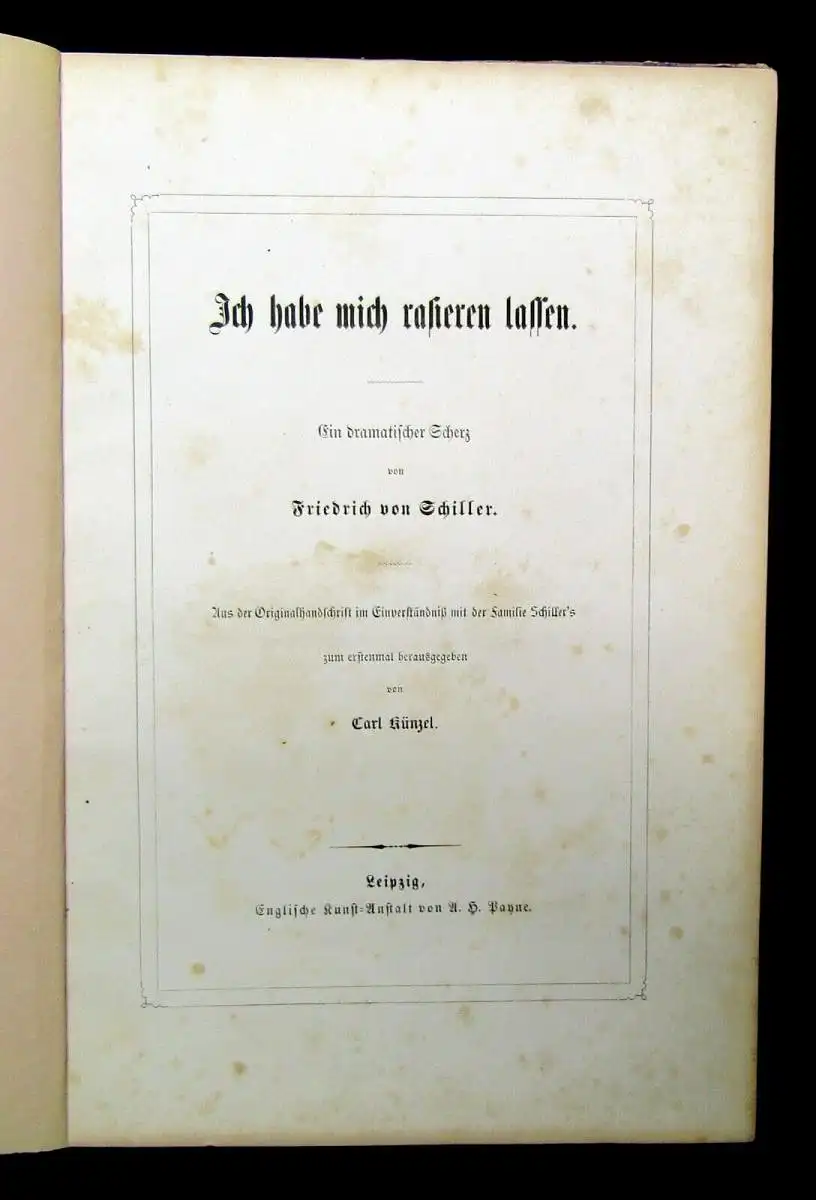 Ich habe mich rasieren lassen.
Ein dramatischer Scherz
von
Friedrich von Schiller.
Aus der Originalhandschrift im Einverständniß mit der Familie Schiller's
zum erstenmal herausgegeben
von
Carl Künzel.
Leipzig,
Englische Kunst-Anstalt von A. H. Payne.